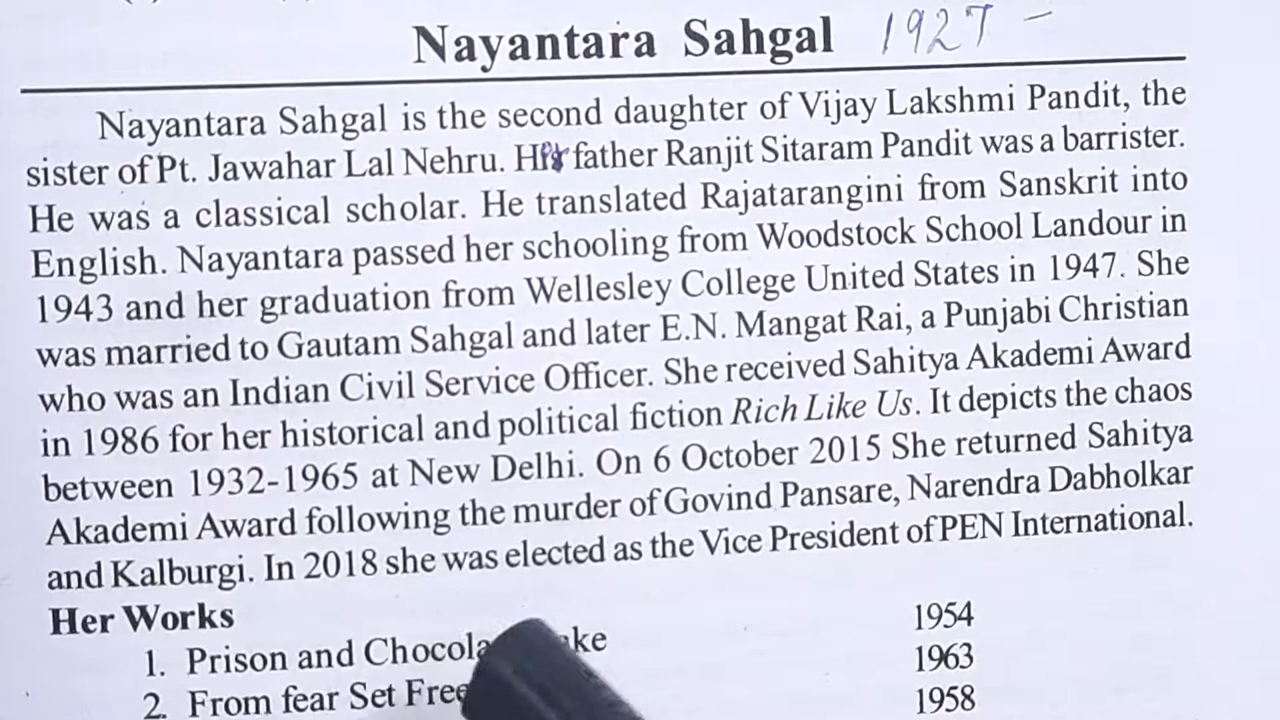 Nayantara Sahgal 1927 –
Nayantara Sahgal is the second daughter of Vijay Lakshmi Pandit, the
sister of Pt. Jawahar Lal Nehru. Her father Ranjit Sitaram Pandit was a barrister.
He was a classical scholar. He translated Rajatarangini from Sanskrit into
English. Nayantara passed her schooling from Woodstock School Landour in
1943 and her graduation from Wellesley College United States in 1947. She
was married to Gautam Sahgal and later E.N. Mangat Rai, a Punjabi Christian
who was an Indian Civil Service Officer. She received Sahitya Akademi Award
in 1986 for her historical and political fiction Rich Like Us. It depicts the chaos
between 1932-1965 at New Delhi. On 6 October 2015 She returned Sahitya
Akademi Award following the murder of Govind Pansare, Narendra Dabholkar
and Kalburgi. In 2018 she was elected as the Vice President of PEN International.
Her Works 1954
1. Prison and 1963
2. From fear Set Free 1958